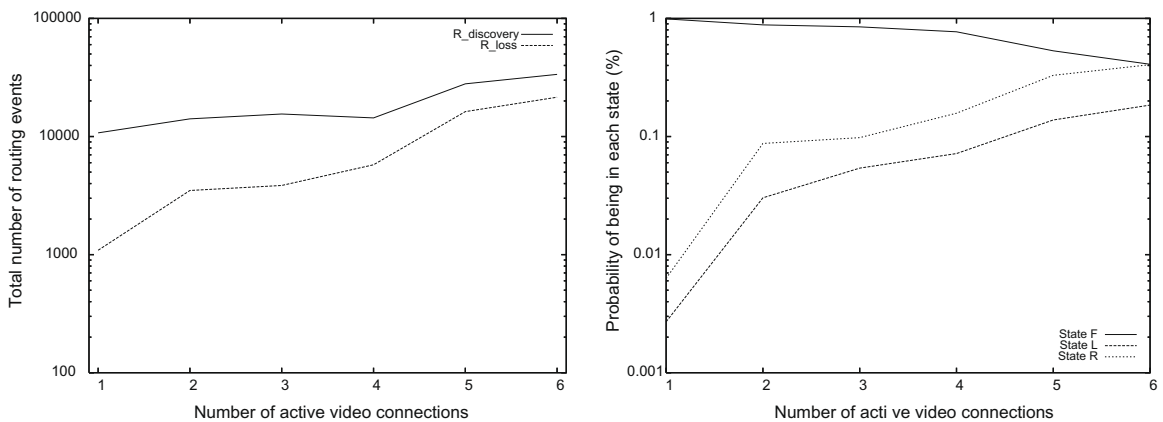 100000
10000
1000
100
Total number of routing events
R_discovery
R_loss
1 2 3 4 5 6
Number of active video connections
1
0.1
0.01
0.001
Probability of being in each state (%)
State F
State L
State R
1 2 3 4 5 6
Number of acti ve video connections